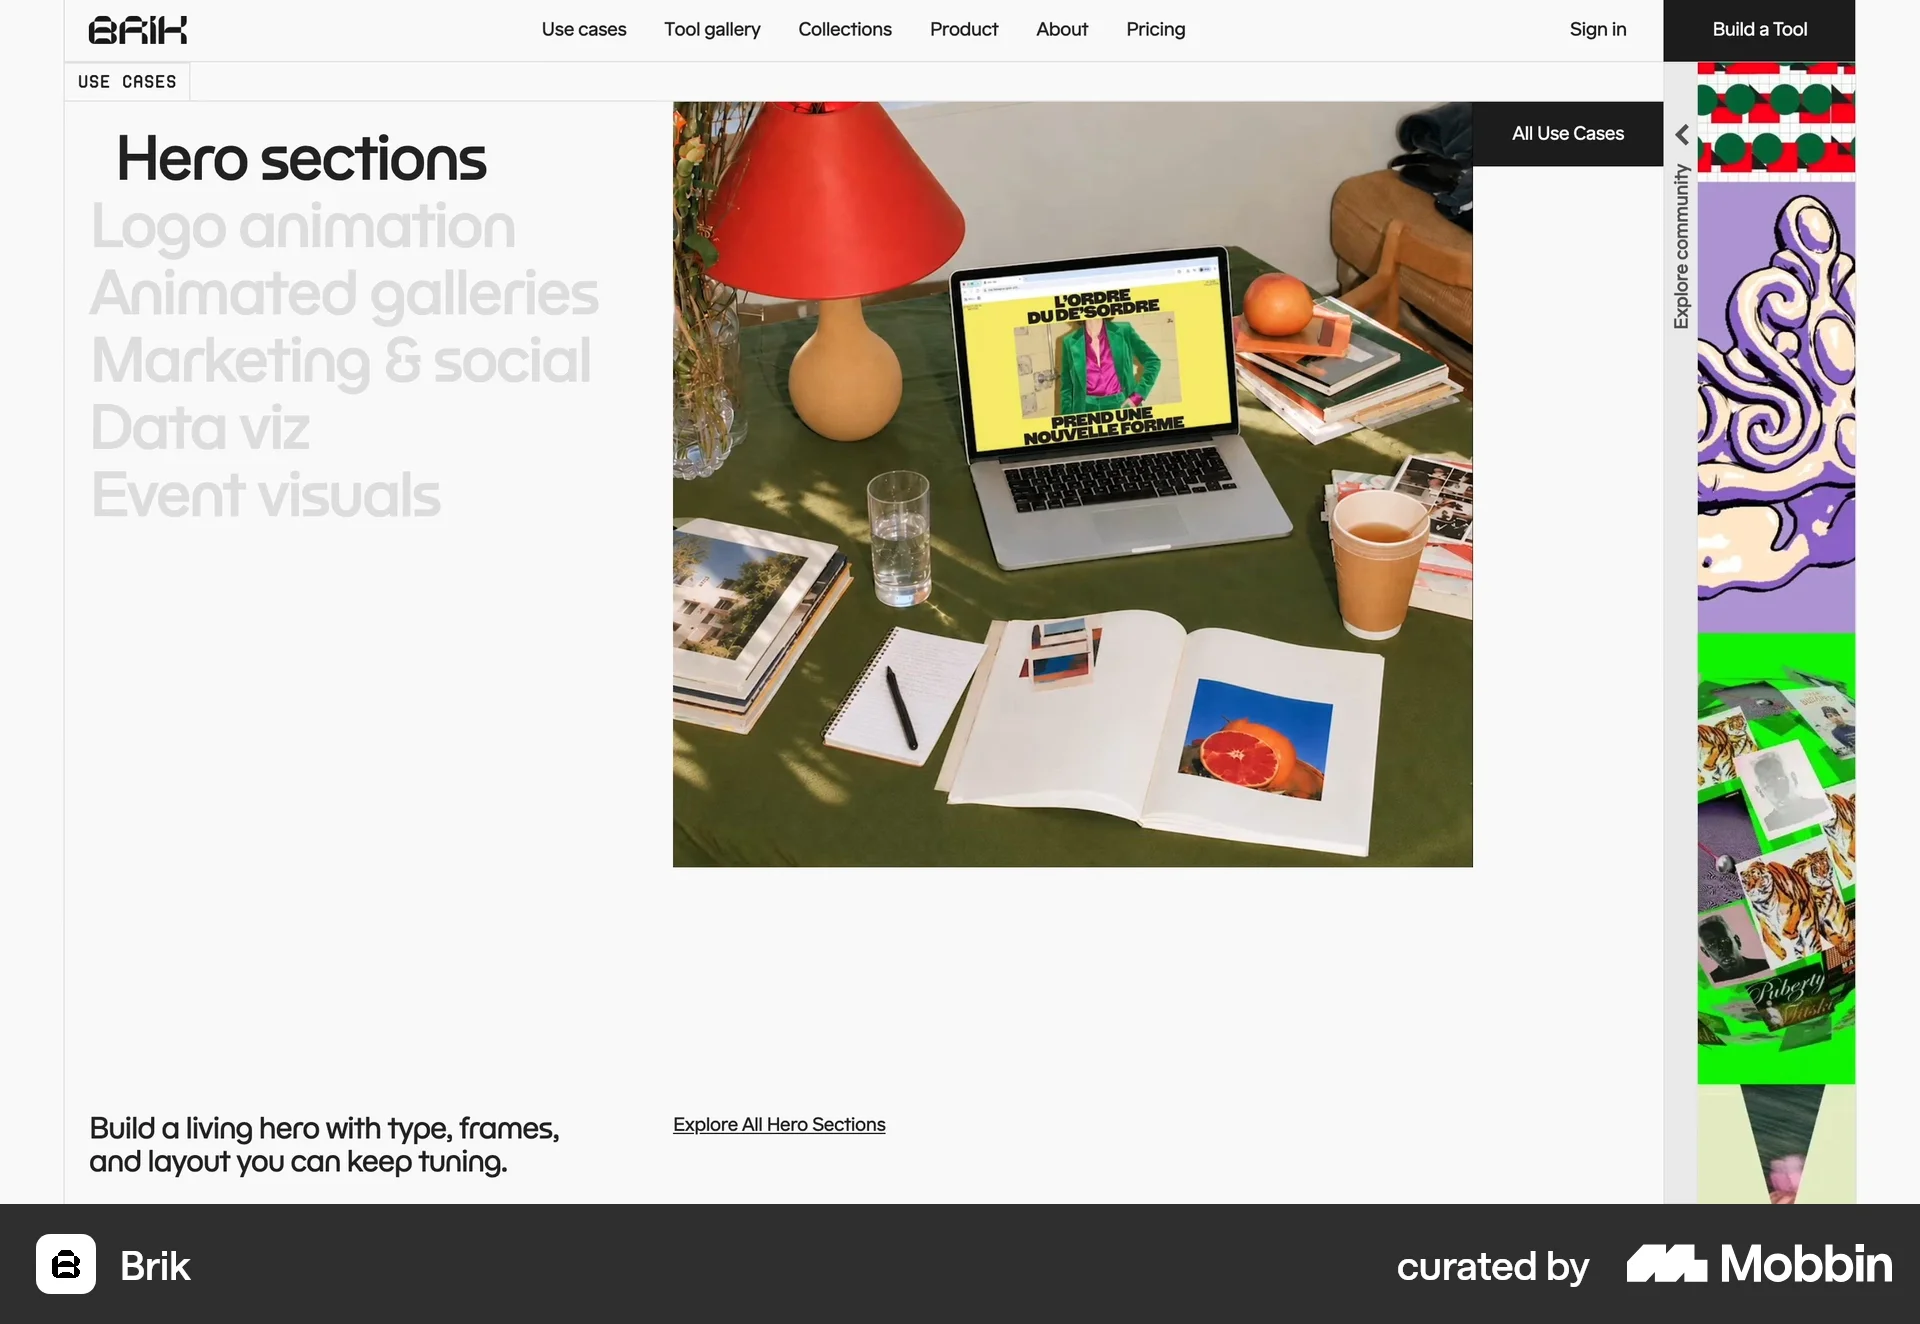 BRIK
Use cases
Tool gallery
Collections
Product
About
Pricing
Sign in
Build a Tool
USE CASES
Hero sections
Logo animation
Animated galleries
Marketing & social
Data viz
Event visuals
L'ORDRE
DU DE'SORDRE
PREND UNE
NOUVELLE FORME
All Use Cases
Explore community
Puberty
Build a living hero with type, frames,
and layout you can keep tuning.
Explore All Hero Sections
Brik
curated by
Mobbin